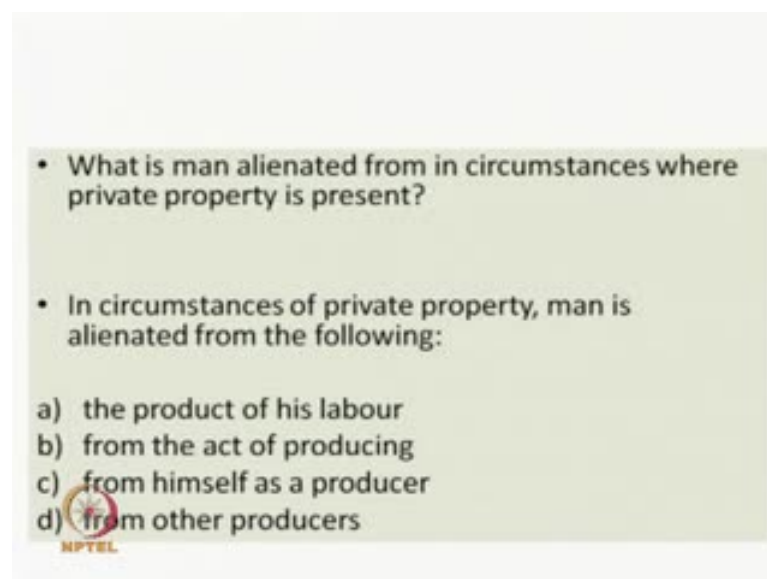 • What is man alienated from in circumstances where
private property is present?
• In circumstances of private property, man is
alienated from the following:
a) the product of his labour
b) from the act of producing
c) from himself as a producer
d) from other producers
NPTEL